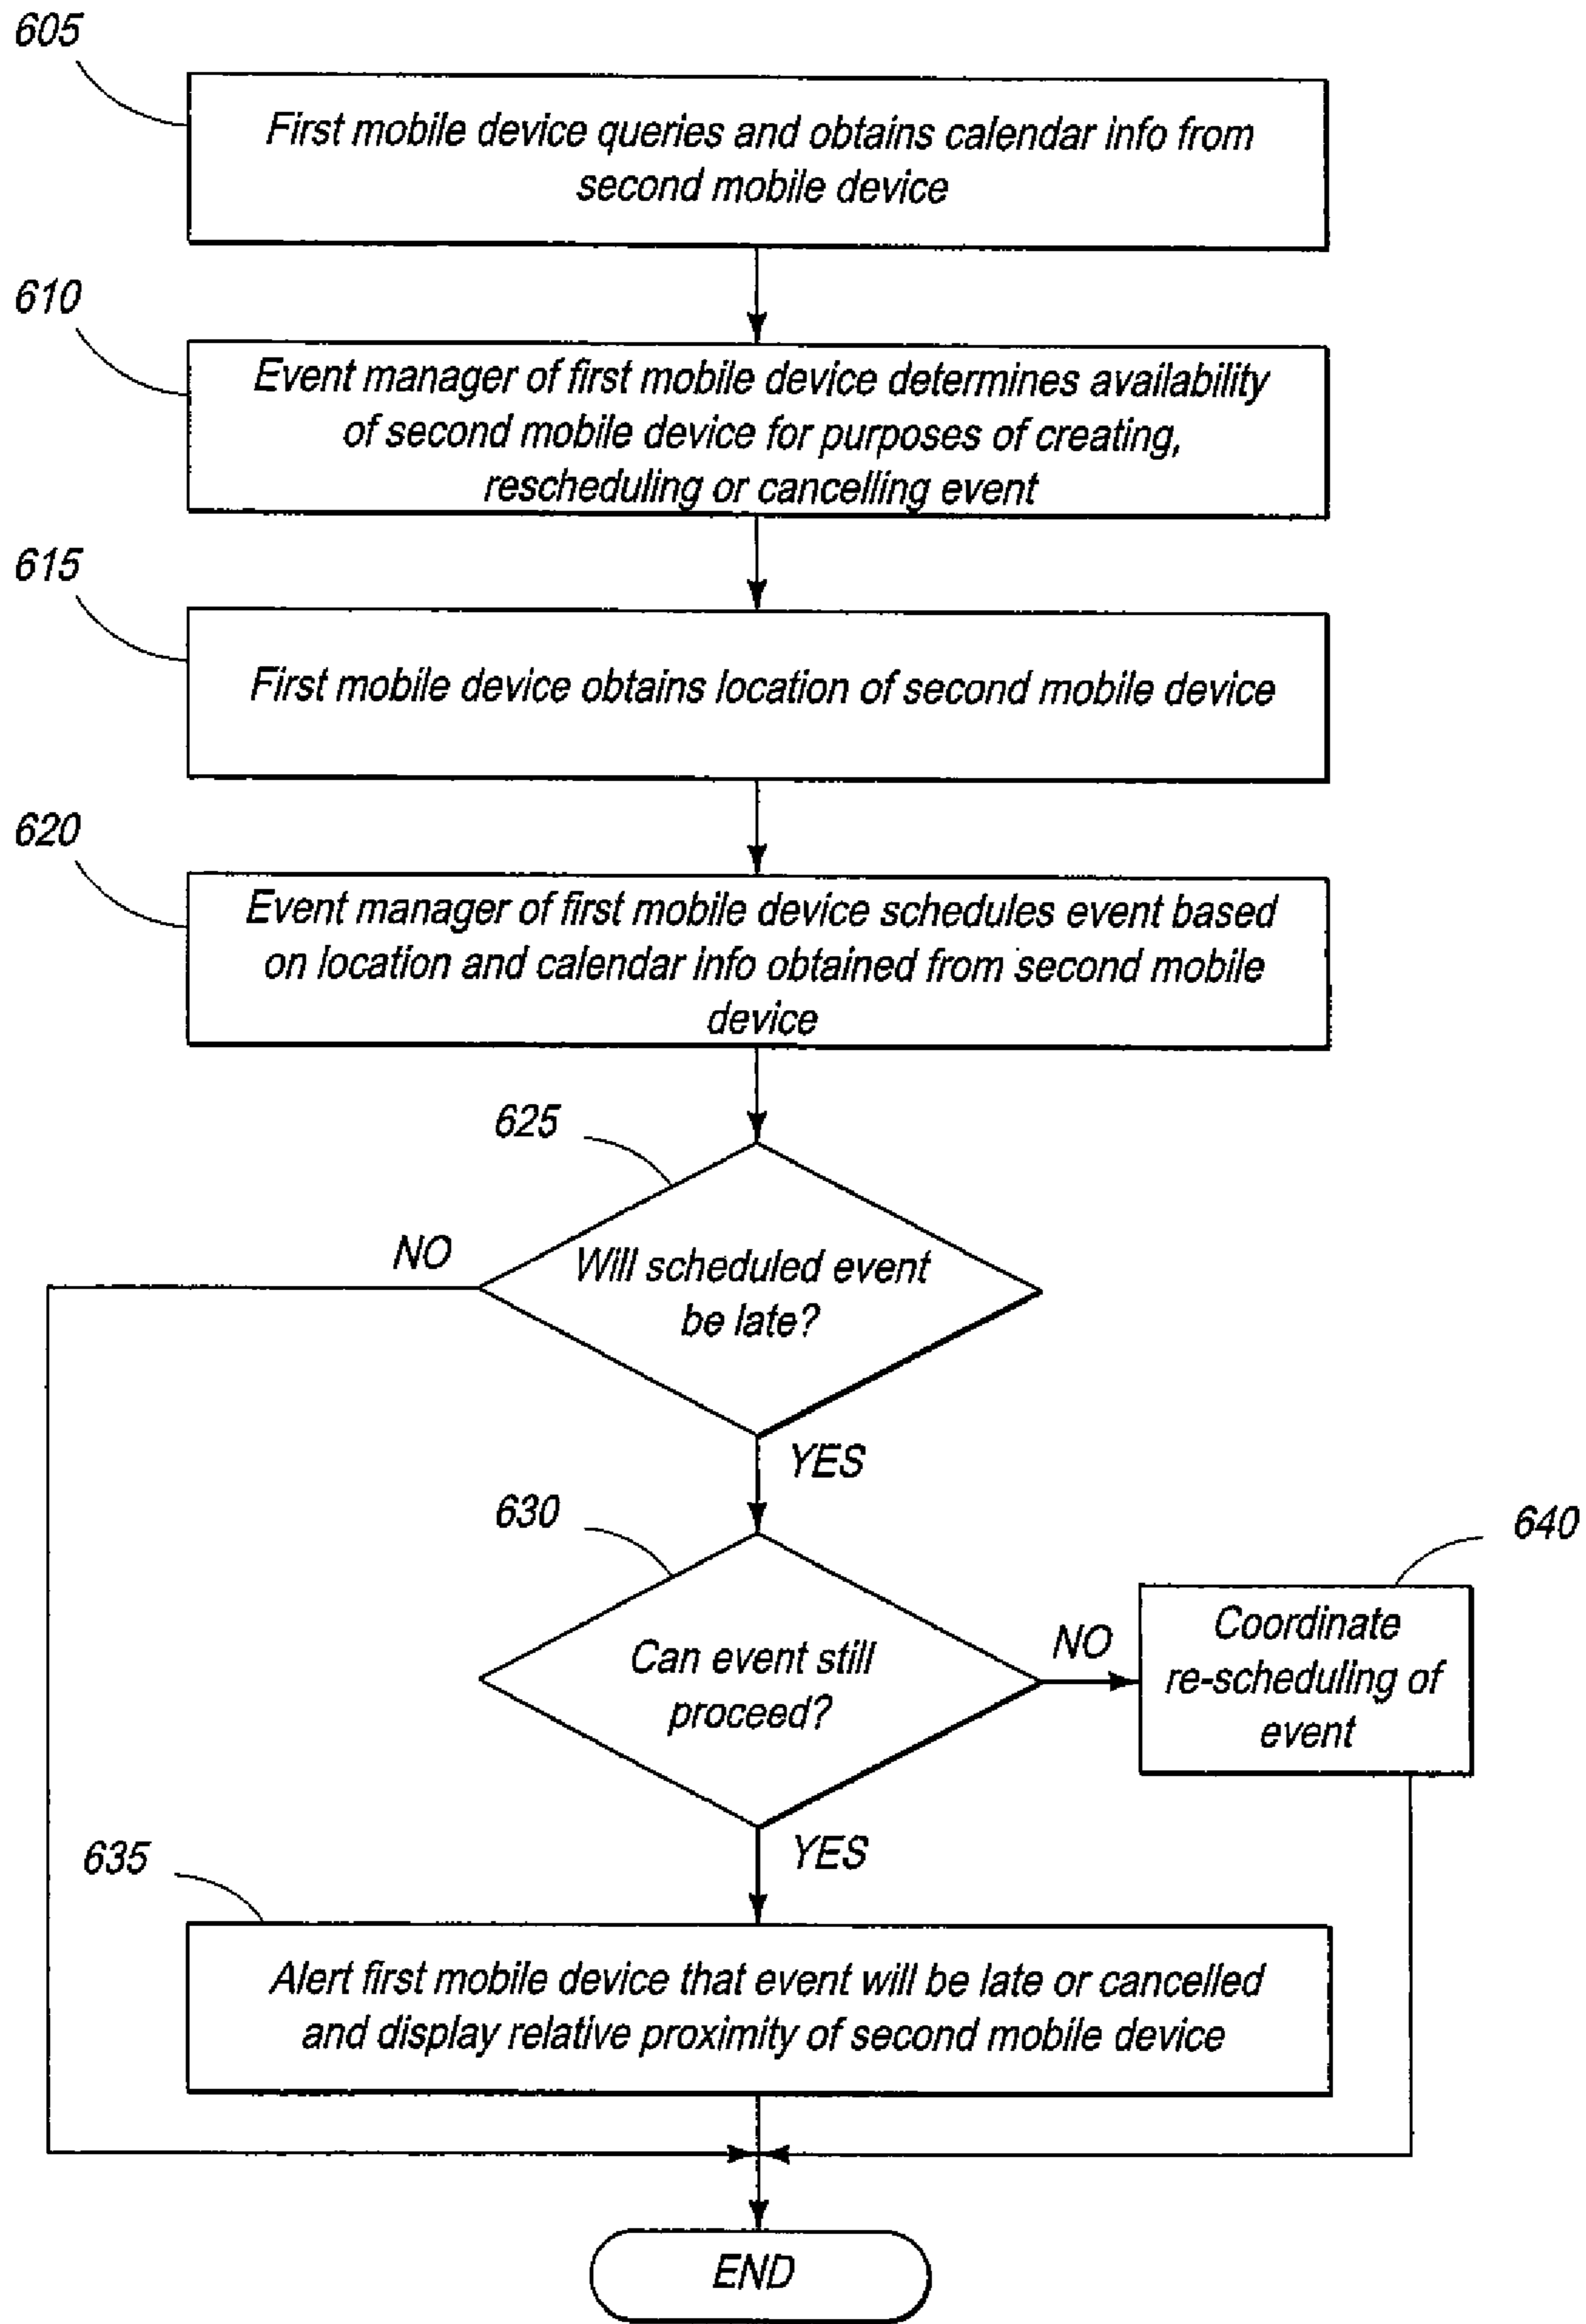 605
First mobile device queries and obtains calendar info from
second mobile device
610
Event manager of first mobile device determines availability
of second mobile device for purposes of creating,
rescheduling or cancelling event
615
First mobile device obtains location of second mobile device
620
Event manager of first mobile device schedules event based
on location and calendar info obtained from second mobile
device
625
NO
Will scheduled event
be late?
YES
630
640
Can event still
proceed?
NO
Coordinate
re-scheduling of
event
YES
635
Alert first mobile device that event will be late or cancelled
and display relative proximity of second mobile device
END